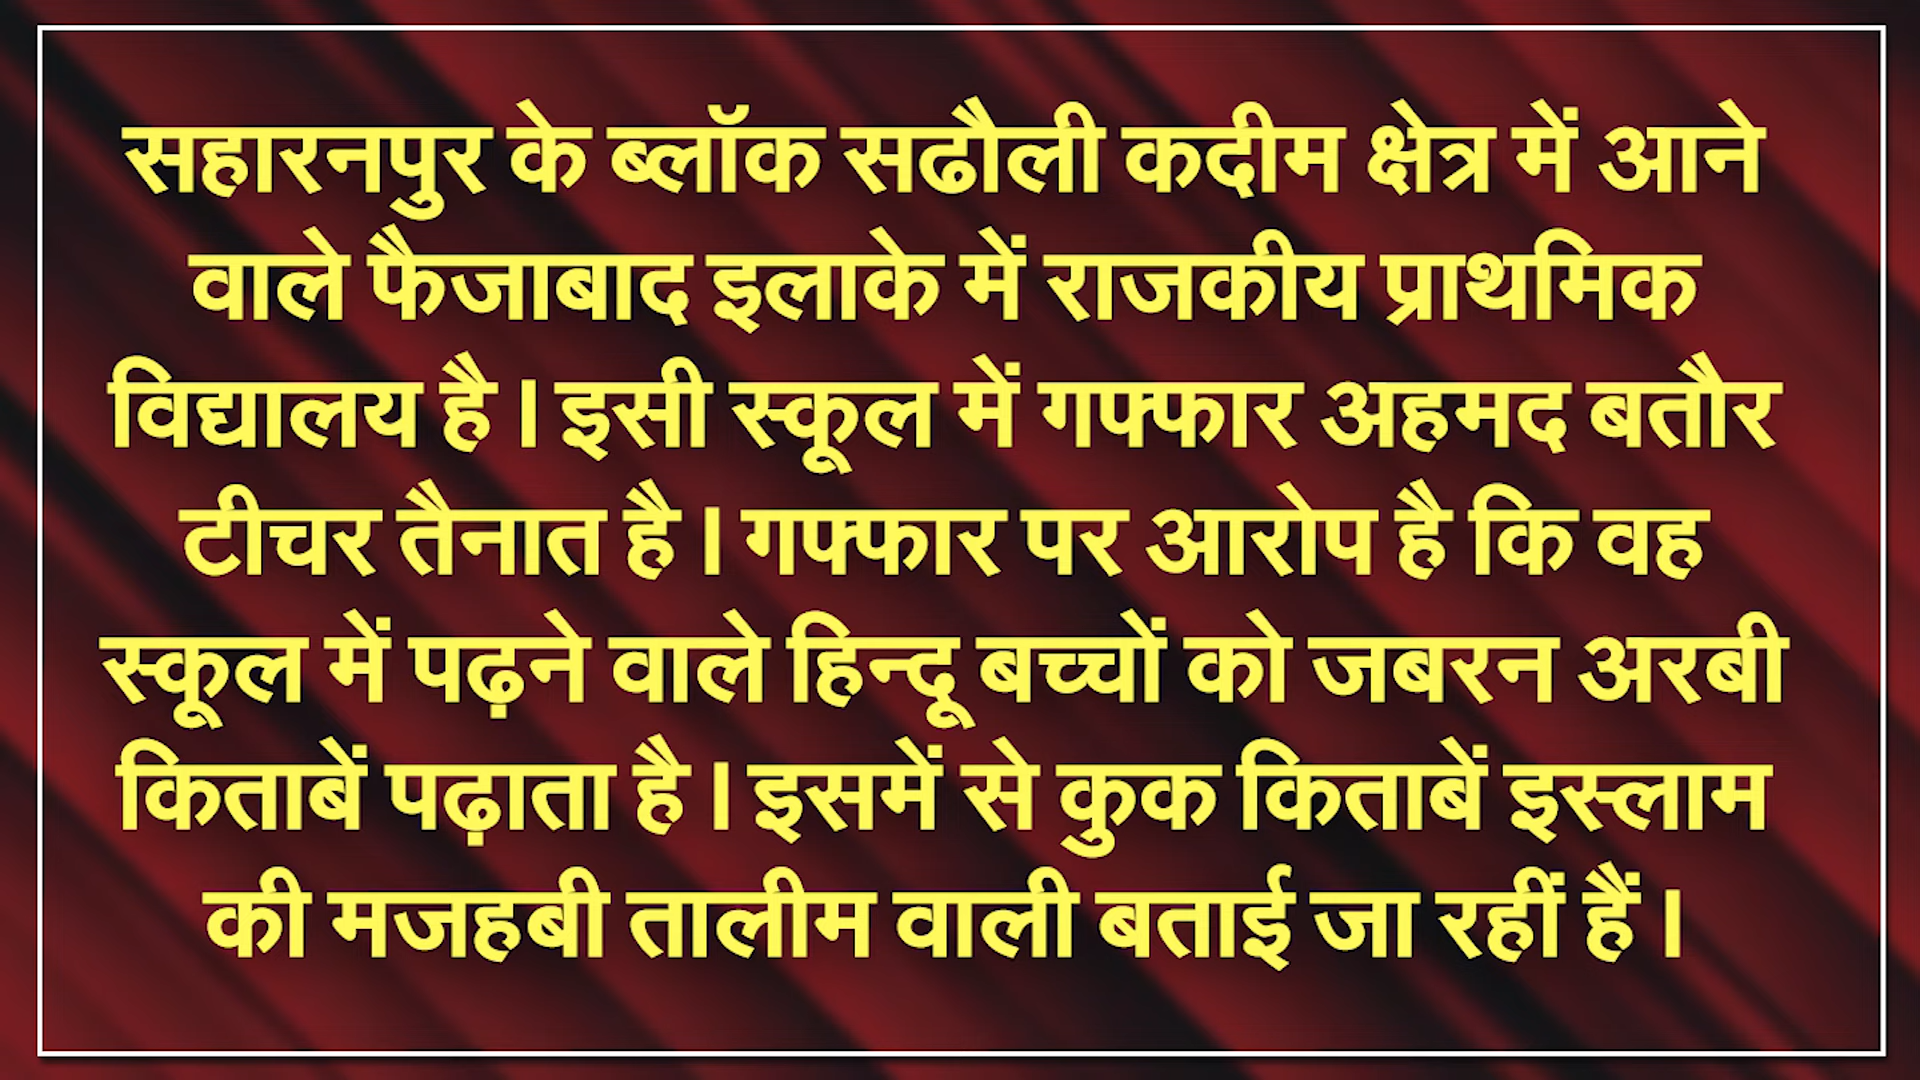 सहारनपुर के ब्लॉक सढौली कदीम क्षेत्र में आने
वाले फैजाबाद इलाके में राजकीय प्राथमिक
विद्यालय है । इसी स्कूल में गफ्फार अहमद बतौर
टीचर तैनात है । गफ्फार पर आरोप है कि वह
स्कूल में पढ़ने वाले हिन्दू बच्चों को जबरन अरबी
किताबें पढ़ाता है । इसमें से कुक किताबें इस्लाम
की मजहबी तालीम वाली बताई जा रहीं हैं ।